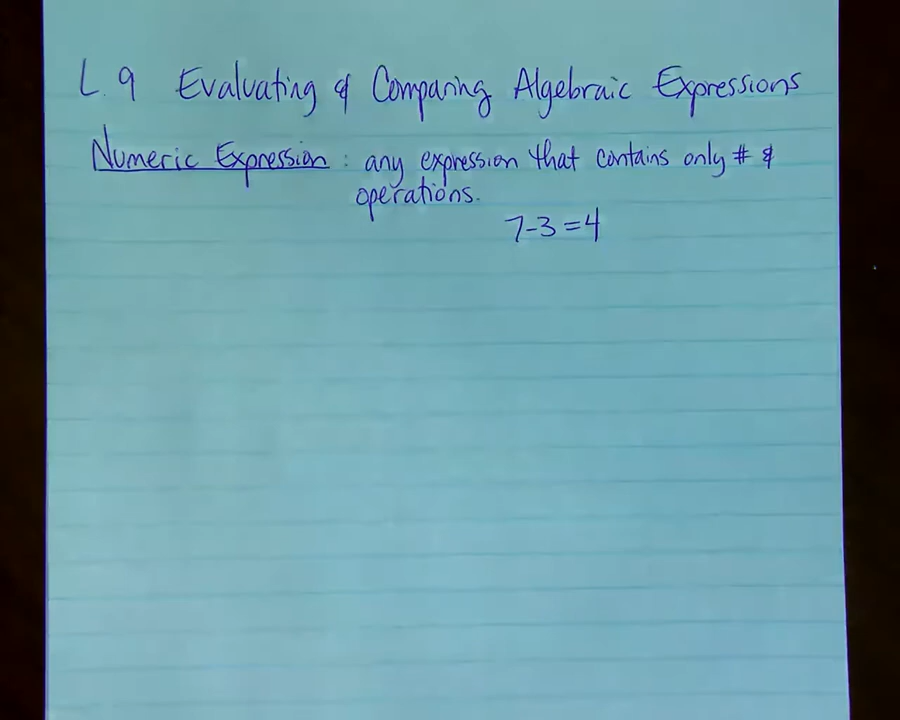 L.9 Evaluating & Comparing Algebraic Expressions
Numeric Expression : any expression that contains only # &
operations.
7-3=4